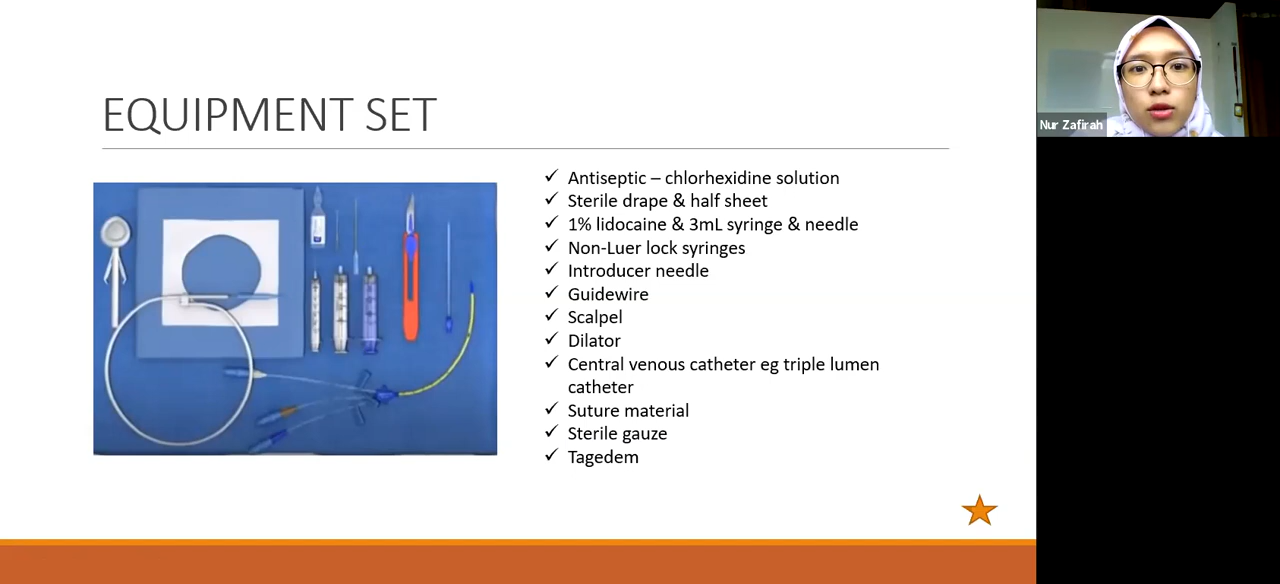 EQUIPMENT SET
✓ Antiseptic – chlorhexidine solution
✓ Sterile drape & half sheet
✓ 1% lidocaine & 3mL syringe & needle
✓ Non-Luer lock syringes
✓ Introducer needle
✓ Guidewire
✓ Scalpel
✓ Dilator
✓ Central venous catheter eg triple lumen
catheter
✓ Suture material
✓ Sterile gauze
✓ Tagedem
Nur Zafirah